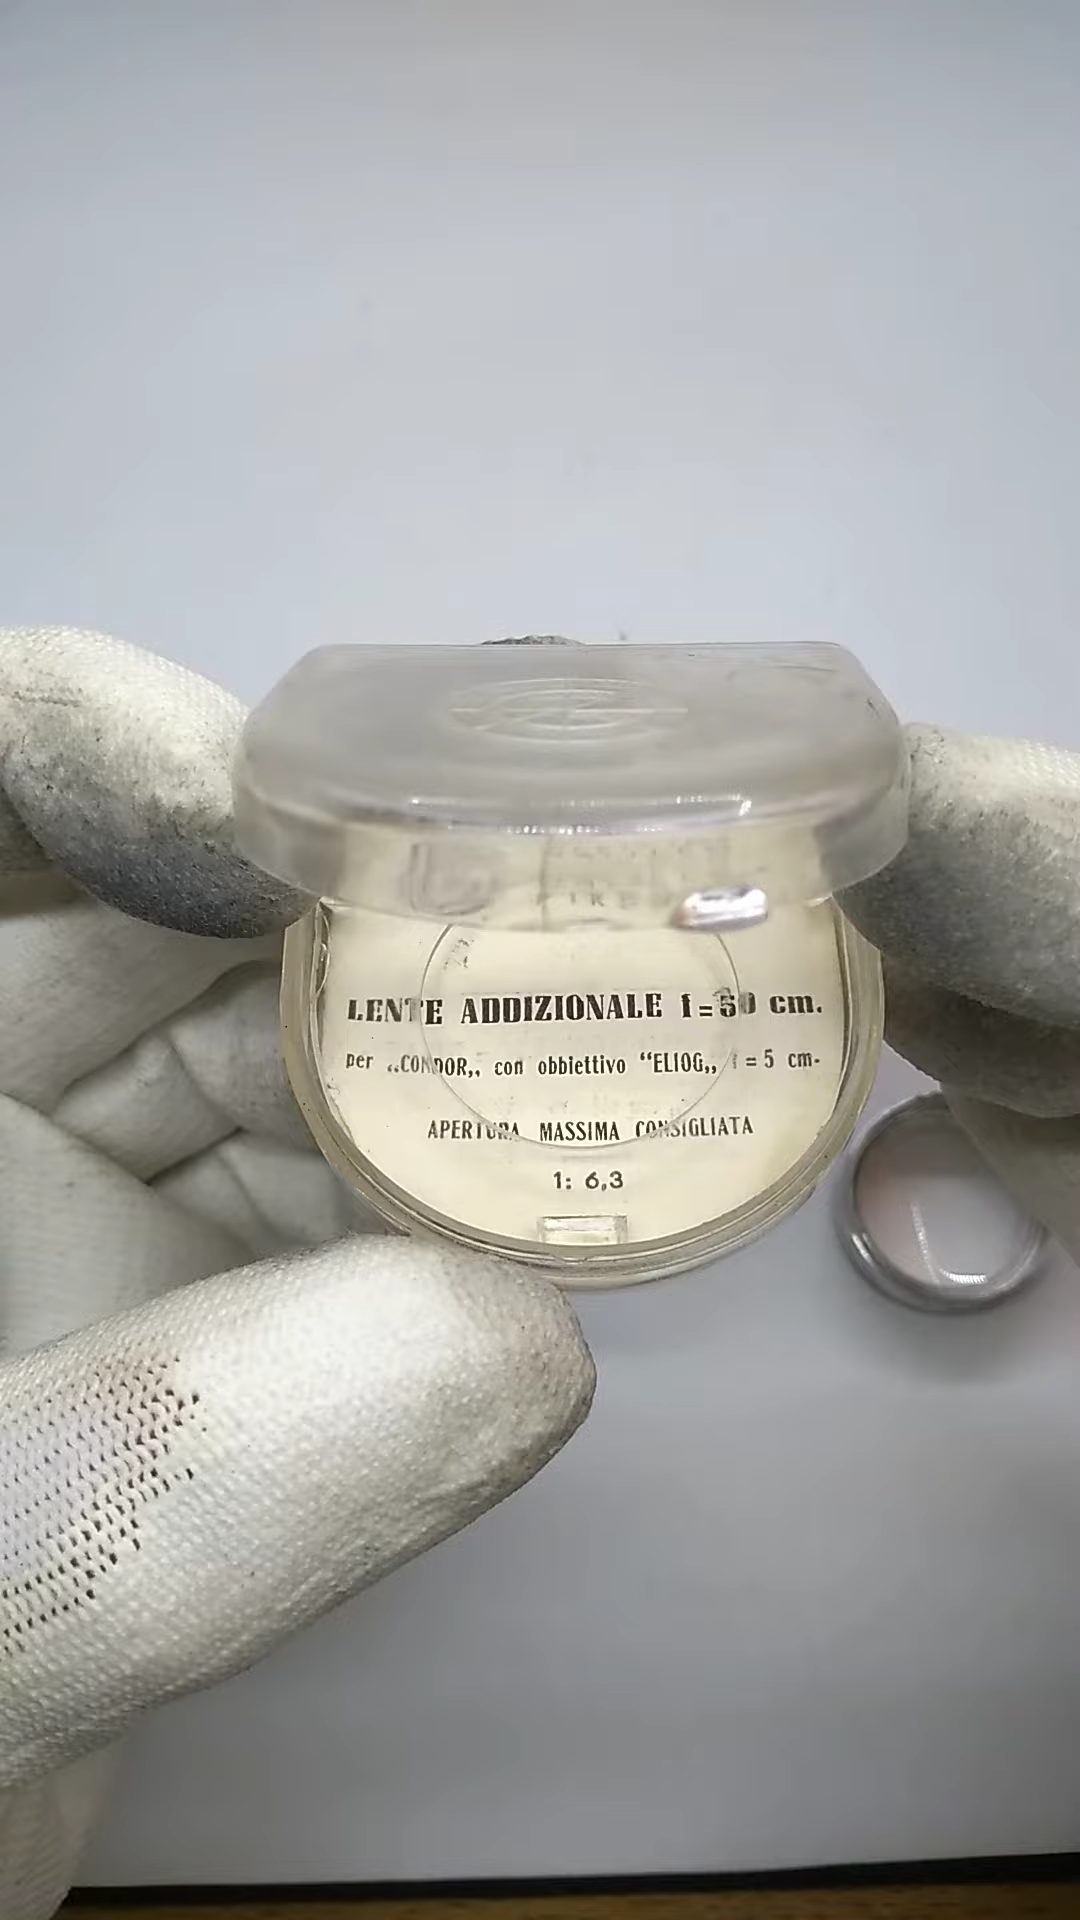 LENTE ADDIZIONALE f=50 cm.
per „CONDOR„ con obbiettivo “ELIOG„ f = 5 cm.
APERTURA MASSIMA CONSIGLIATA
1: 6,3